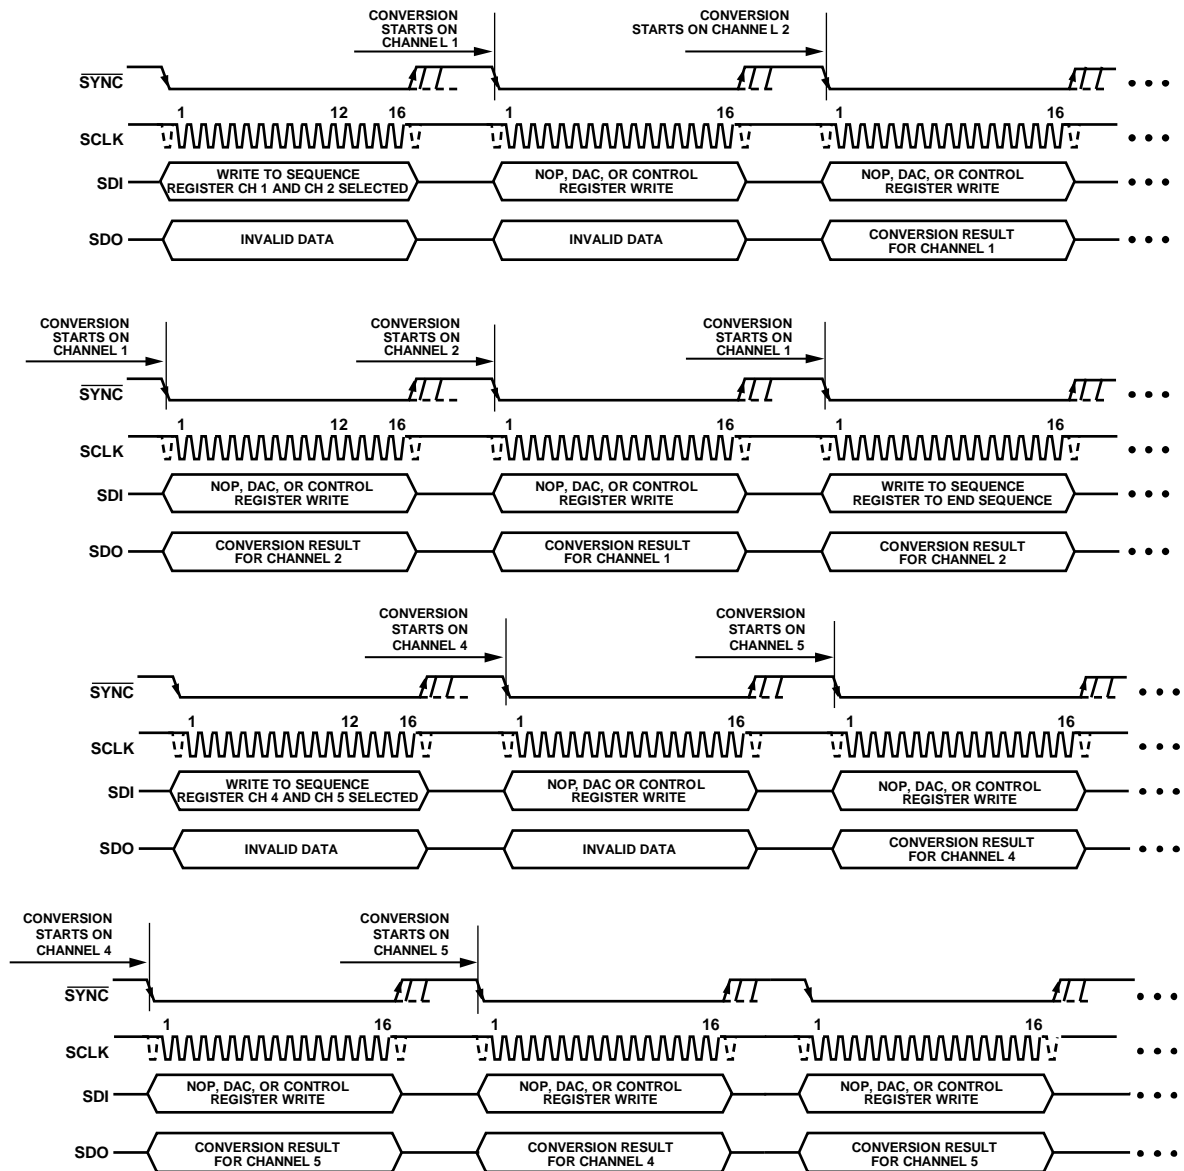 CONVERSION
STARTS ON
CHANNEL 1
CONVERSION
STARTS ON CHANNEL 2
SYNC
1 12 16 1 16 1 16
SCLK
SDI
WRITE TO SEQUENCE
REGISTER CH 1 AND CH 2 SELECTED
NOP, DAC, OR CONTROL
REGISTER WRITE
NOP, DAC, OR CONTROL
REGISTER WRITE
SDO
INVALID DATA
INVALID DATA
CONVERSION RESULT
FOR CHANNEL 1
CONVERSION
STARTS ON
CHANNEL 1
CONVERSION
STARTS ON
CHANNEL 2
CONVERSION
STARTS ON
CHANNEL 1
SYNC
1 12 16 1 16 1 16
SCLK
SDI
NOP, DAC, OR CONTROL
REGISTER WRITE
NOP, DAC, OR CONTROL
REGISTER WRITE
WRITE TO SEQUENCE
REGISTER TO END SEQUENCE
SDO
CONVERSION RESULT
FOR CHANNEL 2
CONVERSION RESULT
FOR CHANNEL 1
CONVERSION RESULT
FOR CHANNEL 2
CONVERSION
STARTS ON
CHANNEL 4
CONVERSION
STARTS ON
CHANNEL 5
SYNC
1 12 16 1 16 1 16
SCLK
SDI
WRITE TO SEQUENCE
REGISTER CH 4 AND CH 5 SELECTED
NOP, DAC OR CONTROL
REGISTER WRITE
NOP, DAC, OR CONTROL
REGISTER WRITE
SDO
INVALID DATA
INVALID DATA
CONVERSION RESULT
FOR CHANNEL 4
CONVERSION
STARTS ON
CHANNEL 4
CONVERSION
STARTS ON
CHANNEL 5
SYNC
1 16 1 16 1 16
SCLK
SDI
NOP, DAC, OR CONTROL
REGISTER WRITE
NOP, DAC, OR CONTROL
REGISTER WRITE
NOP, DAC, OR CONTROL
REGISTER WRITE
SDO
CONVERSION RESULT
FOR CHANNEL 5
CONVERSION RESULT
FOR CHANNEL 4
CONVERSION RESULT
FOR CHANNEL 5